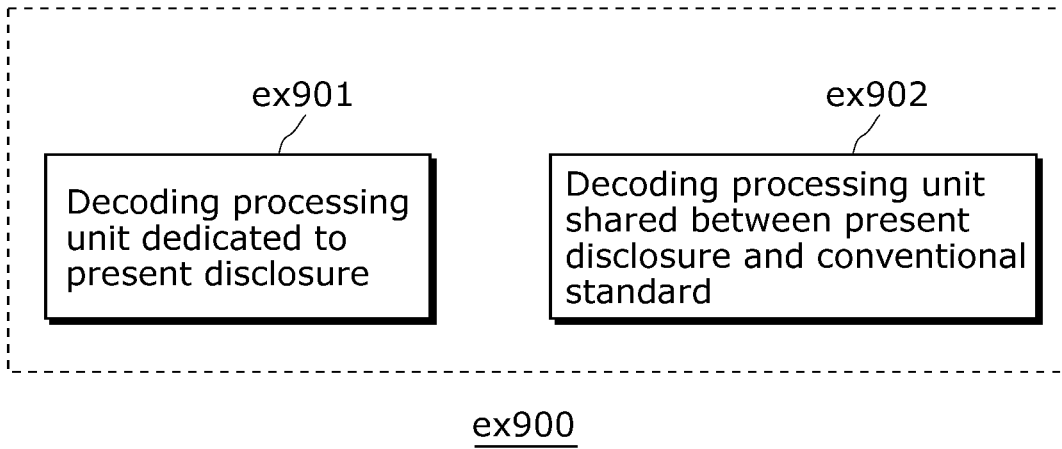 ex901
ex902
Decoding processing
unit dedicated to
present disclosure
Decoding processing unit
shared between present
disclosure and conventional
standard
ex900